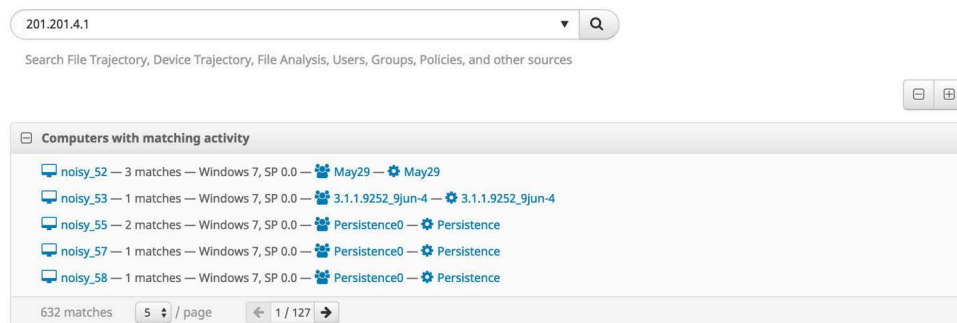 201.201.4.1
Search File Trajectory, Device Trajectory, File Analysis, Users, Groups, Policies, and other sources
Computers with matching activity
noisy_52 — 3 matches — Windows 7, SP 0.0 — May29 — May29
noisy_53 — 1 matches — Windows 7, SP 0.0 — 3.1.1.9252_9jun-4 — 3.1.1.9252_9jun-4
noisy_55 — 2 matches — Windows 7, SP 0.0 — Persistence0 — Persistence
noisy_57 — 1 matches — Windows 7, SP 0.0 — Persistence0 — Persistence
noisy_58 — 1 matches — Windows 7, SP 0.0 — Persistence0 — Persistence
632 matches 5 / page 1 / 127